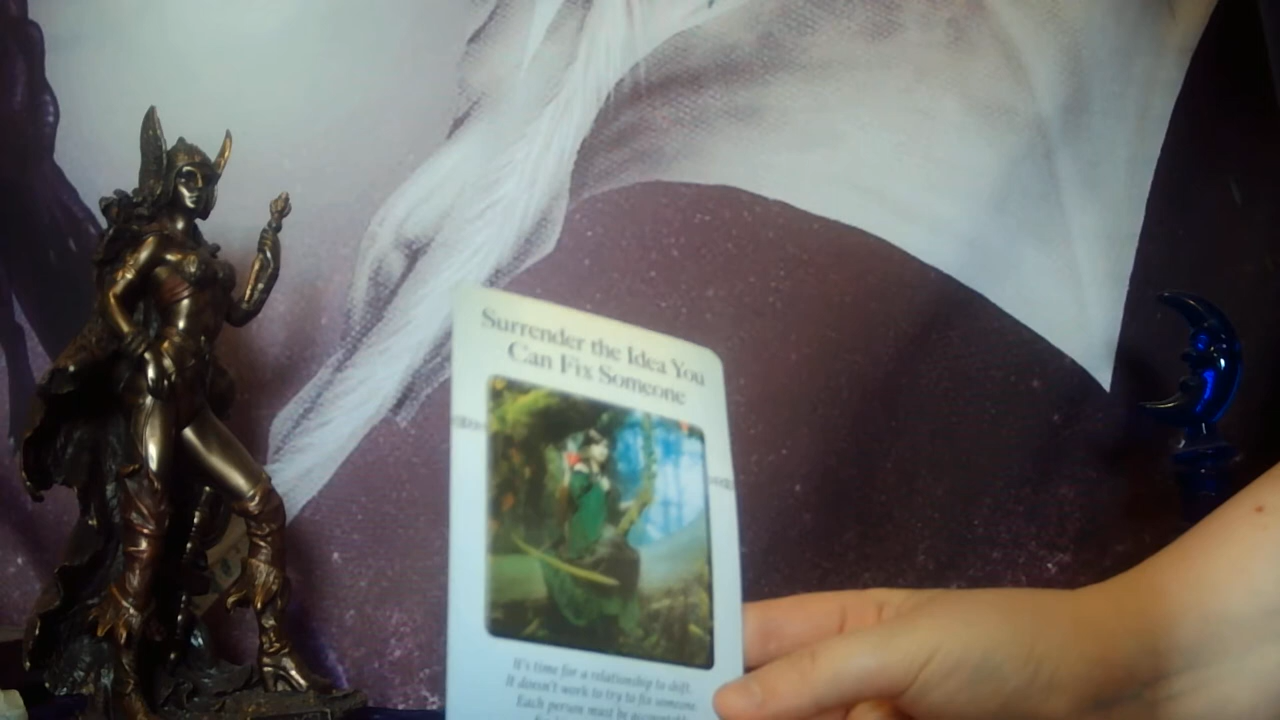 Surrender the Idea You
Can Fix Someone
It's time for a relationship to shift.
It doesn't work to try to fix someone.
Each person must be accountable